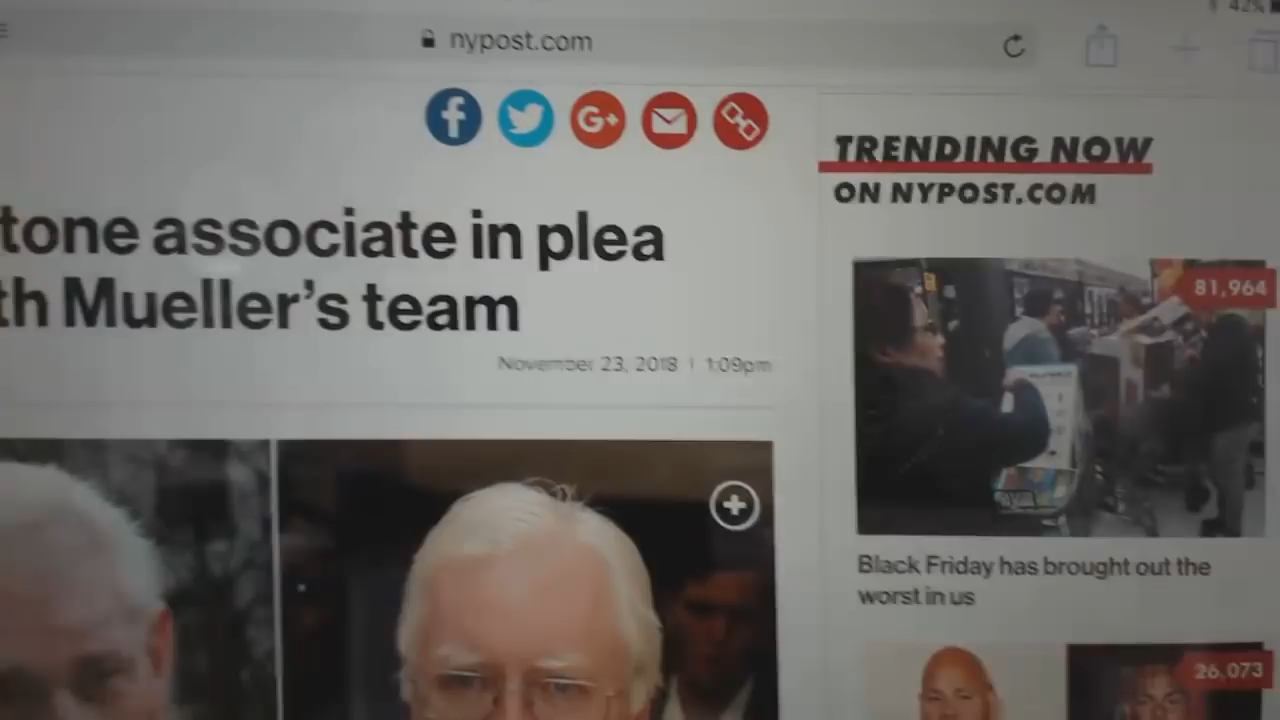 42%
nypost.com
G+
TRENDING NOW
ON NYPOST.COM
tone associate in plea
th Mueller's team
November 23, 2018 | 1:09pm
81,964
Black Friday has brought out the
worst in us
26,073